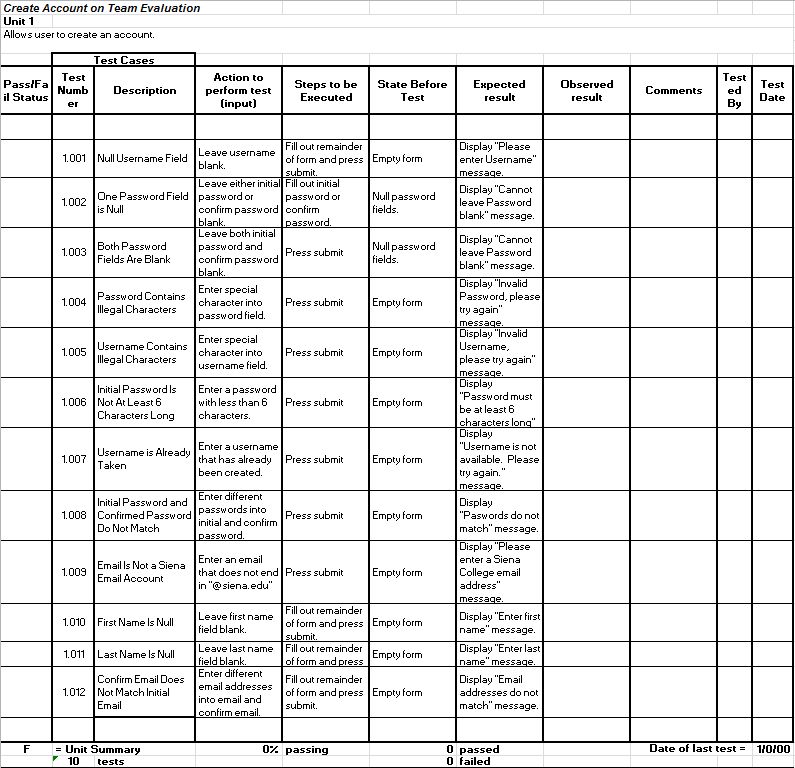 Create Account on Team Evaluation
Unit 1
Allows user to create an account.
Test Cases
Pass/Fa
il Status
Test
Numb
er
Description
Action to
perform test
(input)
Steps to be
Executed
State Before
Test
Expected
result
Observed
result
Comments
Test
ed
By
Test
Date
1.001
Null Username Field
Leave username
blank.
Fill out remainder
of form and press
submit.
Empty form
Display "Please
enter Username"
message.
1.002
One Password Field
is Null
Leave either initial
password or
confirm password
blank.
Fill out initial
password or
confirm
password.
Null password
fields.
Display "Cannot
leave Password
blank" message.
1.003
Both Password
Fields Are Blank
Leave both initial
password and
confirm password
blank.
Press submit
Null password
fields.
Display "Cannot
leave Password
blank" message.
1.004
Password Contains
Illegal Characters
Enter special
character into
password field.
Press submit
Empty form
Display "Invalid
Password, please
try again"
message.
1.005
Username Contains
Illegal Characters
Enter special
character into
username field.
Press submit
Empty form
Display "Invalid
Username,
please try again"
message.
1.006
Initial Password Is
Not At Least 6
Characters Long
Enter a password
with less than 6
characters.
Press submit
Empty form
Display
"Password must
be at least 6
characters long"
1.007
Username is Already
Taken
Enter a username
that has already
been created.
Press submit
Empty form
Display
"Username is not
available. Please
try again."
message.
1.008
Initial Password and
Confirmed Password
Do Not Match
Enter different
passwords into
initial and confirm
password.
Press submit
Empty form
Display
"Paswords do not
match" message.
1.009
Email Is Not a Siena
Email Account
Enter an email
that does not end
in "@siena.edu"
Press submit
Empty form
Display "Please
enter a Siena
College email
address"
message.
1.010
First Name Is Null
Leave first name
field blank.
Fill out remainder
of form and press
submit.
Empty form
Display "Enter first
name" message.
1.011
Last Name Is Null
Leave last name
field blank.
Fill out remainder
of form and press
Empty form
Display "Enter last
name" message.
1.012
Confirm Email Does
Not Match Initial
Email
Enter different
email addresses
into email and
confirm email.
Fill out remainder
of form and press
submit.
Empty form
Display "Email
addresses do not
match" message.
F = Unit Summary 0% passing 0 passed Date of last test = 1/0/00
10 tests 0 failed